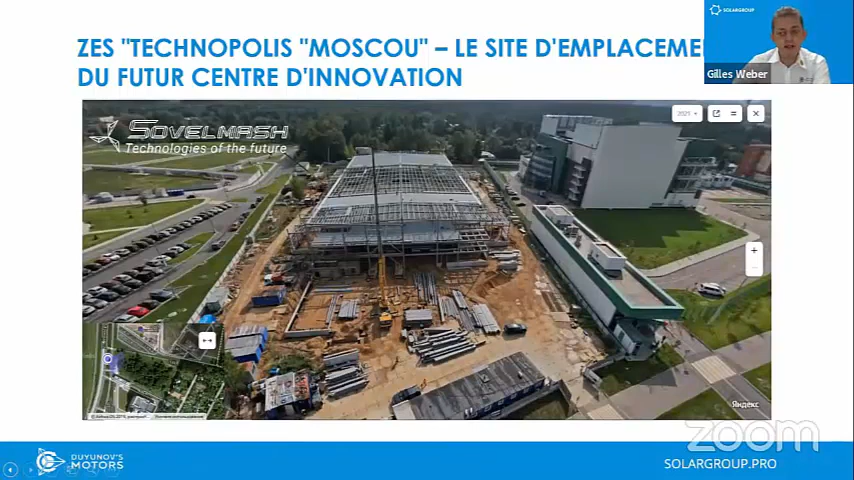 SOLARGROUP
ZES "TECHNOPOLIS "MOSCOU" – LE SITE D'EMPLACEME
DU FUTUR CENTRE D'INNOVATION
Gilles Weber
SOVELMASH
Technologies of the future
2021
Яндекс
zoom
DUYUNOV'S
MOTORS
SOLARGROUP.PRO